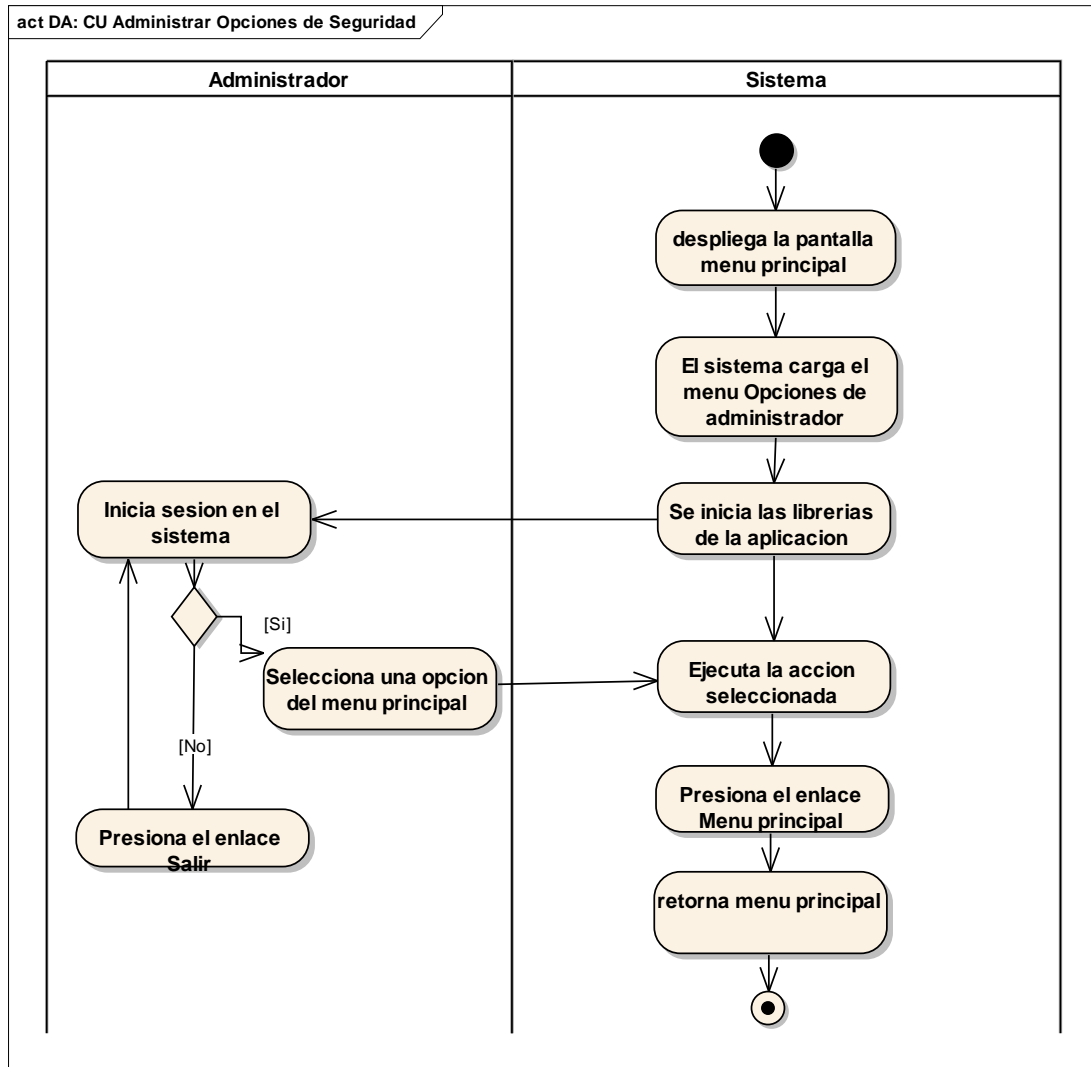 act DA: CU Administrar Opciones de Seguridad
Administrador
Sistema
despliega la pantalla
menu principal
El sistema carga el
menu Opciones de
administrador
Inicia sesion en el
sistema
Se inicia las librerias
de la aplicacion
[Si]
Selecciona una opcion
del menu principal
Ejecuta la accion
seleccionada
[No]
Presiona el enlace
Salir
Presiona el enlace
Menu principal
retorna menu principal